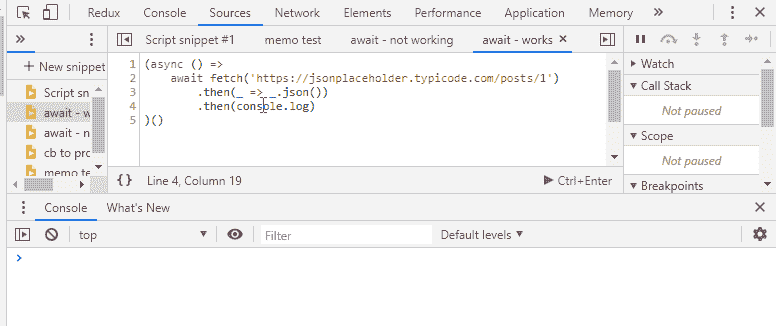 Redux Console Sources Network Elements Performance Application Memory »
» Script snippet #1 memo test await - not working await - works ×
+ New snippet
Script sn
await - w
await - n
cb to pro
memo te
1 (async () =>
2 await fetch('https://jsonplaceholder.typicode.com/posts/1')
3 .then(_ => _.json())
4 .then(console.log)
5 )()
{ } Line 4, Column 19 Ctrl+Enter
Watch
Call Stack
Not paused
Scope
Not paused
Breakpoints
Console What's New
top Filter Default levels